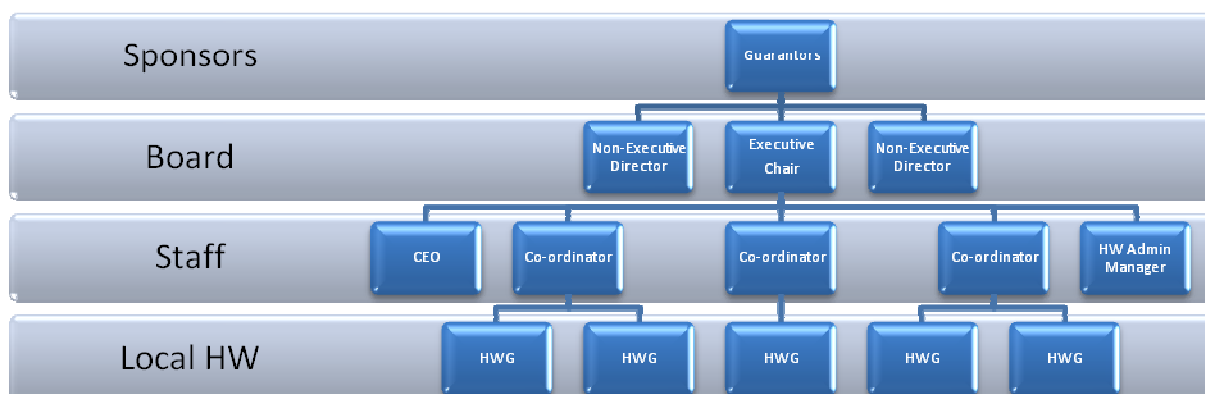 Sponsors
Guarantors
Board
Non-Executive
Director
Executive
Chair
Non-Executive
Director
Staff
CEO
Co-ordinator
Co-ordinator
Co-ordinator
HW Admin
Manager
Local HW
HWG
HWG
HWG
HWG
HWG